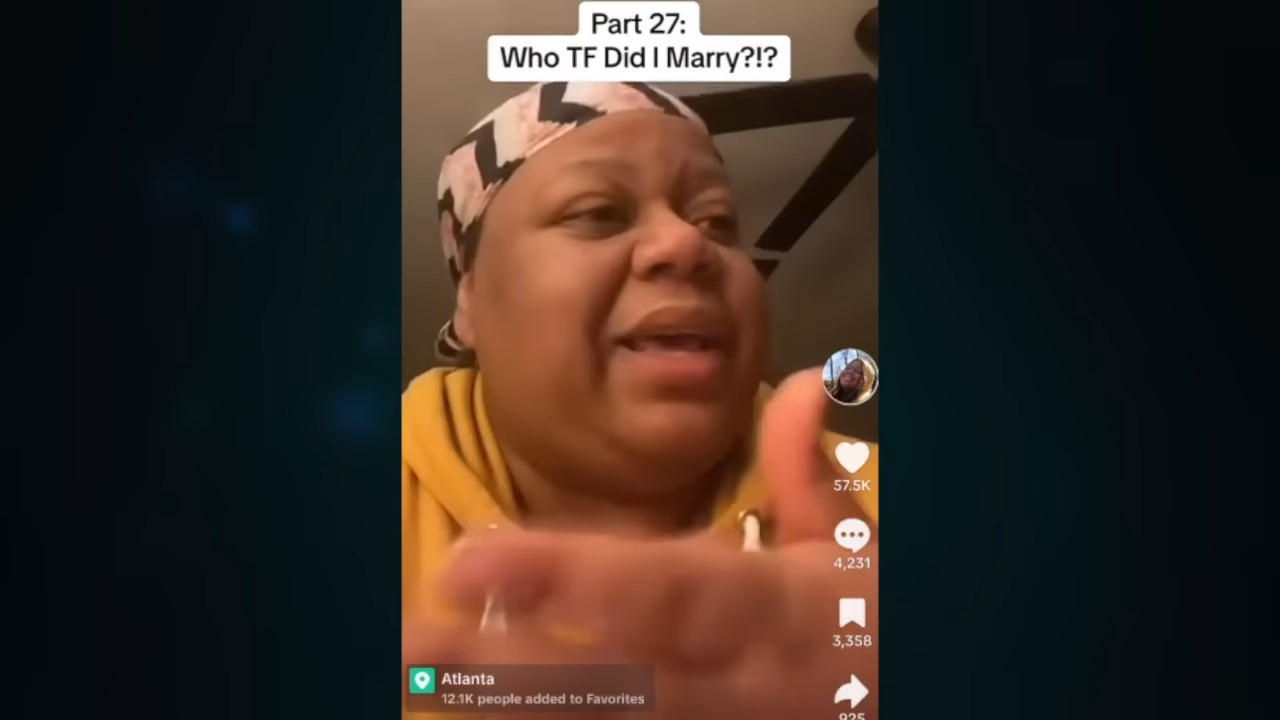 Part 27:
Who TF Did I Marry?!?
57.5K
4,231
3,358
Atlanta
12.1K people added to Favorites
925